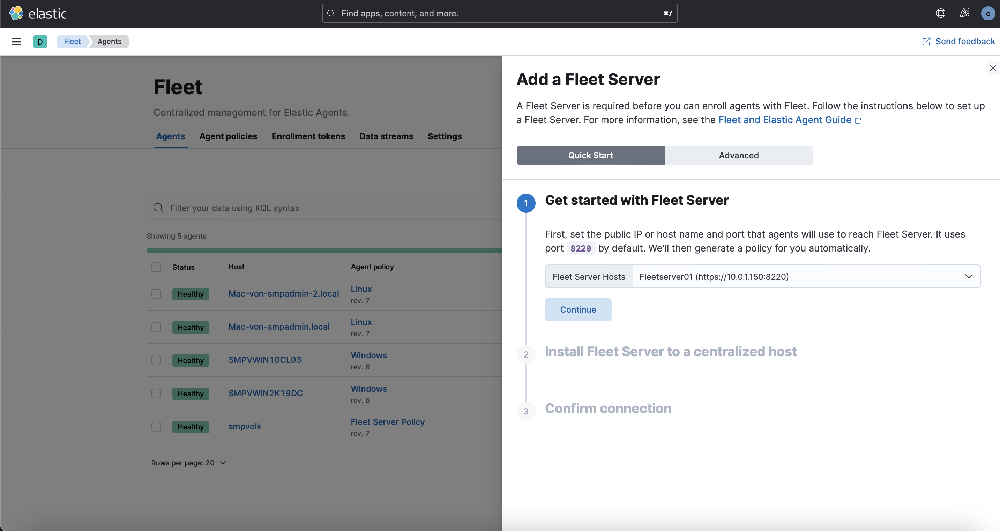 elastic
Find apps, content, and more.
⌘/
e
D
Fleet
Agents
Send feedback
Fleet
Centralized management for Elastic Agents.
Agents
Agent policies
Enrollment tokens
Data streams
Settings
Filter your data using KQL syntax
Showing 5 agents
Status
Host
Agent policy
Healthy
Mac-von-smpadmin-2.local
Linux
rev. 7
Healthy
Mac-von-smpadmin.local
Linux
rev. 7
Healthy
SMPVWIN10CL03
Windows
rev. 6
Healthy
SMPVWIN2K19DC
Windows
rev. 6
Healthy
smpvelk
Fleet Server Policy
rev. 7
Rows per page: 20
Add a Fleet Server
A Fleet Server is required before you can enroll agents with Fleet. Follow the instructions below to set up
a Fleet Server. For more information, see the Fleet and Elastic Agent Guide
Quick Start
Advanced
1
Get started with Fleet Server
First, set the public IP or host name and port that agents will use to reach Fleet Server. It uses
port 8220 by default. We'll then generate a policy for you automatically.
Fleet Server Hosts
Fleetserver01 (https://10.0.1.150:8220)
Continue
2
Install Fleet Server to a centralized host
3
Confirm connection